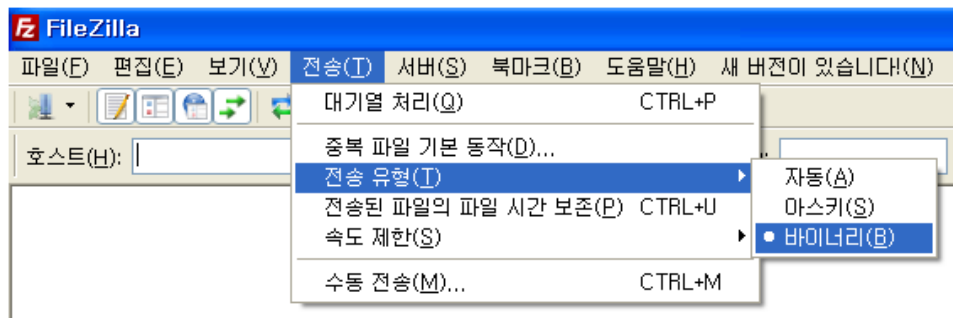 FileZilla
파일(F) 편집(E) 보기(V) 전송(T) 서버(S) 북마크(B) 도움말(H) 새 버전이 있습니다!(N)
대기열 처리(Q) CTRL+P
호스트(H):
중복 파일 기본 동작(D)...
전송 유형(T)
전송된 파일의 파일 시간 보존(P) CTRL+U
속도 제한(S)
수동 전송(M)... CTRL+M
자동(A)
아스키(S)
바이너리(B)